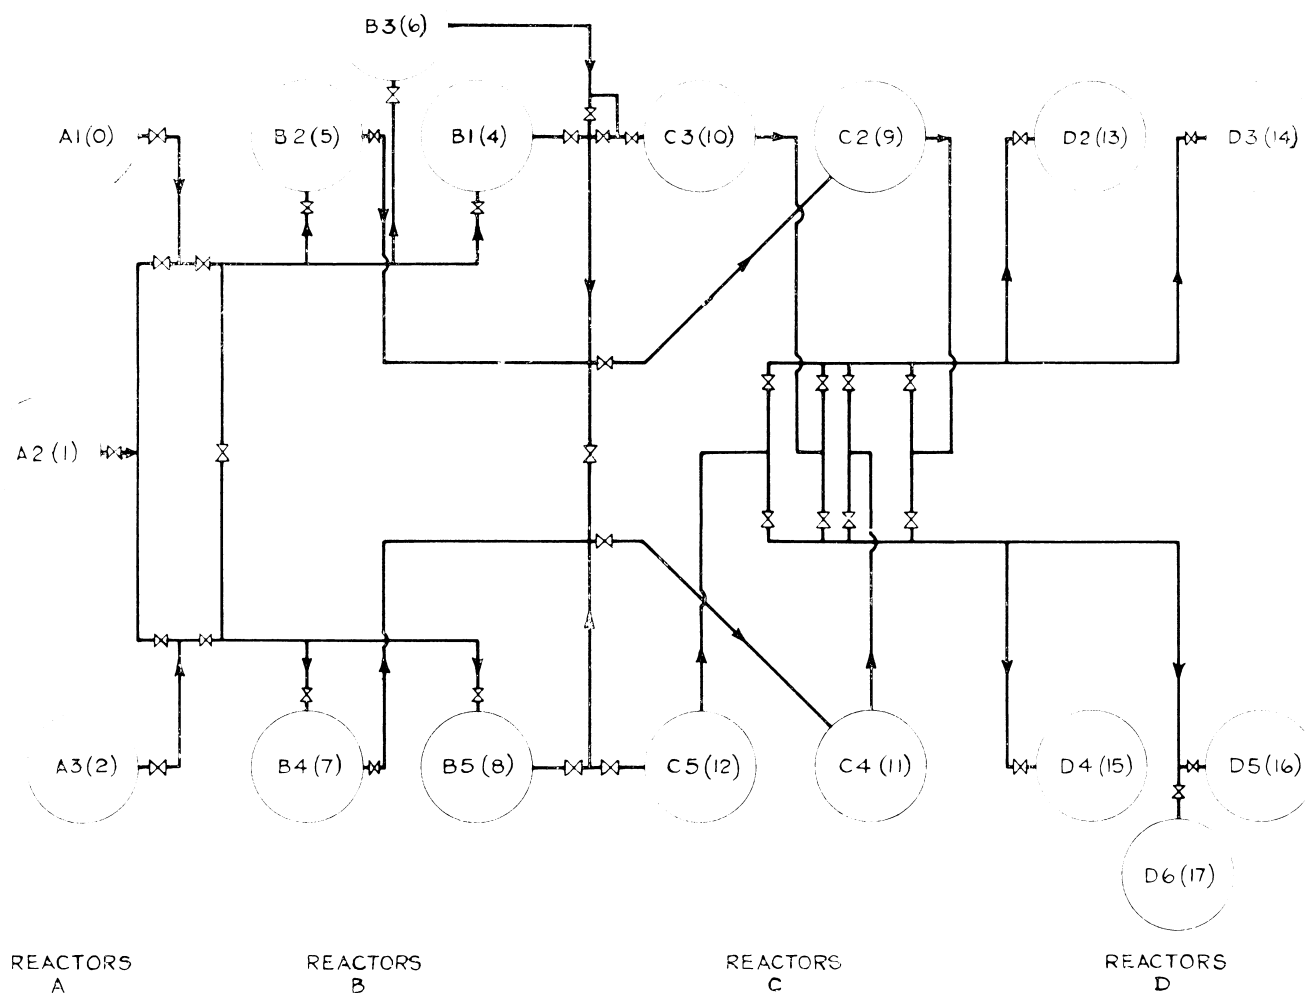 B3(6)
A1(0)
B2(5)
B1(4)
C3(10)
C2(9)
D2(13)
D3(14)
A2(1)
A3(2)
B4(7)
B5(8)
C5(12)
C4(11)
D4(15)
D5(16)
D6(17)
REACTORS
A
REACTORS
B
REACTORS
C
REACTORS
D